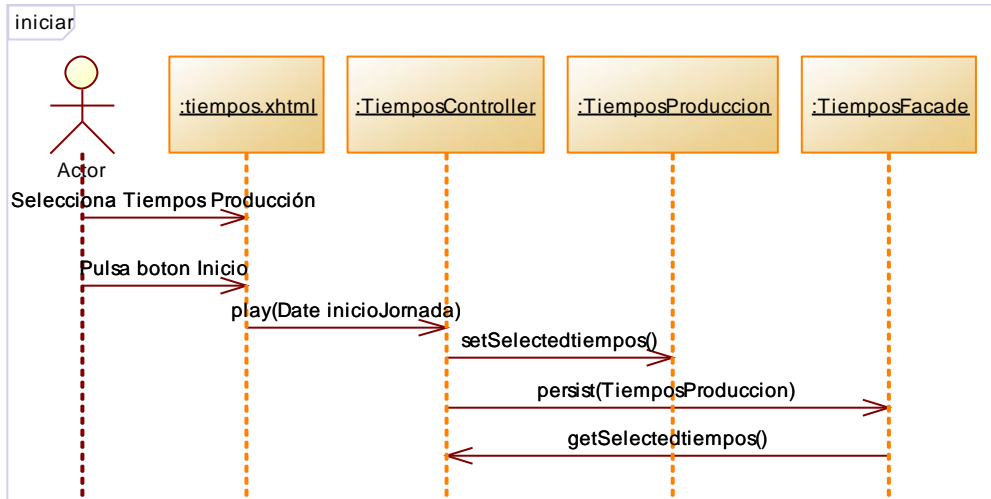 iniciar
:tiempos.xhtml
:TiemposController
:TiemposProduccion
:TiemposFacade
Actor
Selecciona Tiempos Producción
Pulsa boton Inicio
play(Date inicioJornada)
setSelectedtiempos()
persist(TiemposProduccion)
getSelectedtiempos()